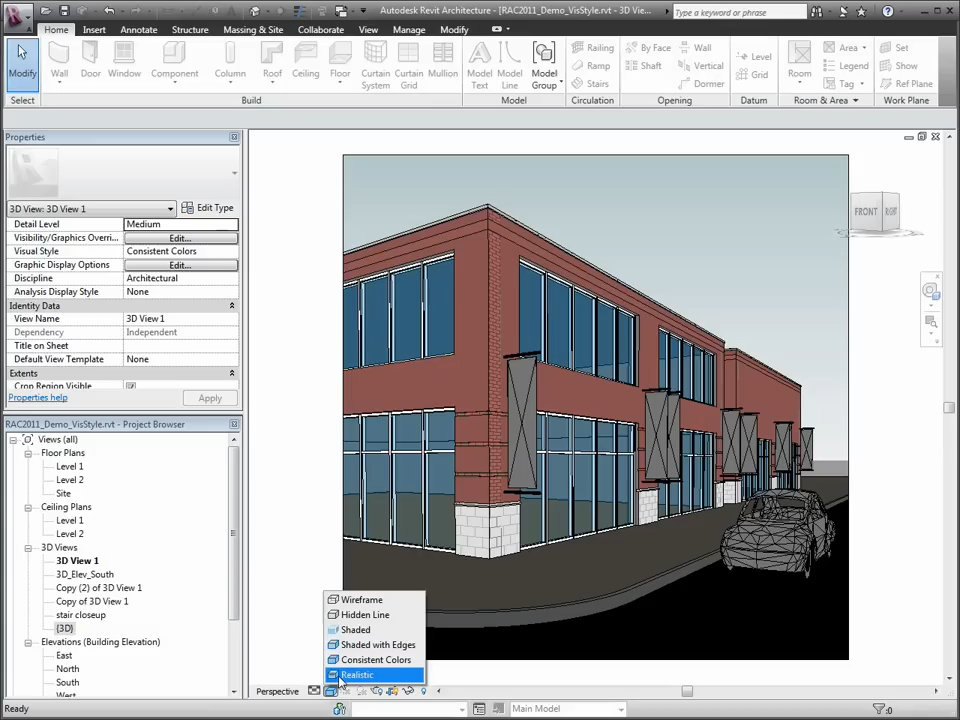 Autodesk Revit Architecture - [RAC2011_Demo_VisStyle.rvt - 3D Vie...
Type a keyword or phrase
Home Insert Annotate Structure Massing & Site Collaborate View Manage Modify
Modify Wall Door Window Component Column Roof Ceiling Floor Curtain System Curtain Grid Mullion Model Text Model Line Model Group Railing Ramp Stairs By Face Shaft Wall Vertical Dormer Level Grid Room Area Legend Tag Set Show Ref Plane
Select Build Model Circulation Opening Datum Room & Area Work Plane
Properties
3D View: 3D View 1 Edit Type
Detail Level Medium
Visibility/Graphics Overri... Edit...
Visual Style Consistent Colors
Graphic Display Options Edit...
Discipline Architectural
Analysis Display Style None
Identity Data
View Name 3D View 1
Dependency Independent
Title on Sheet
Default View Template None
Extents
Crop Region Visible
Properties help Apply
RAC2011_Demo_VisStyle.rvt - Project Browser
Views (all)
Floor Plans
Level 1
Level 2
Site
Ceiling Plans
Level 1
Level 2
3D Views
3D View 1
3D_Elev_South
Copy (2) of 3D View 1
Copy of 3D View 1
stair closeup
{3D}
Elevations (Building Elevation)
East
North
South
West
FRONT
Wireframe
Hidden Line
Shaded
Shaded with Edges
Consistent Colors
Realistic
Perspective
Ready Main Model :0